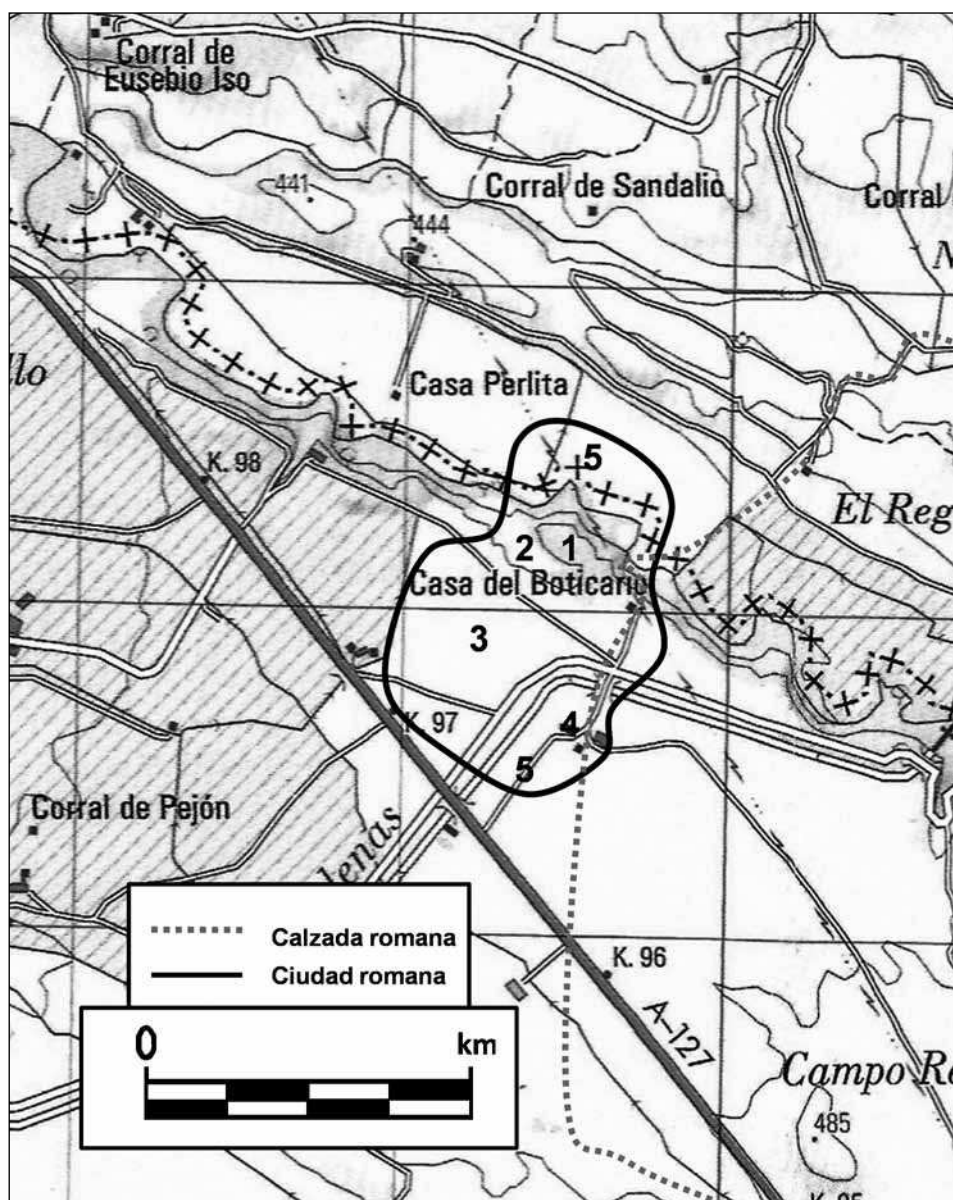 Corral de
Eusebio Iso
441
Corral de Sandalio
Corral
444
N
llo
Casa Perlita
K. 98
5
El Reg
2 1
Casa del Boticario
3
K. 97
4
5
Corral de Pejón
lenas
Calzada romana
Ciudad romana
K. 96
A-127
0 km
Campo Re
485